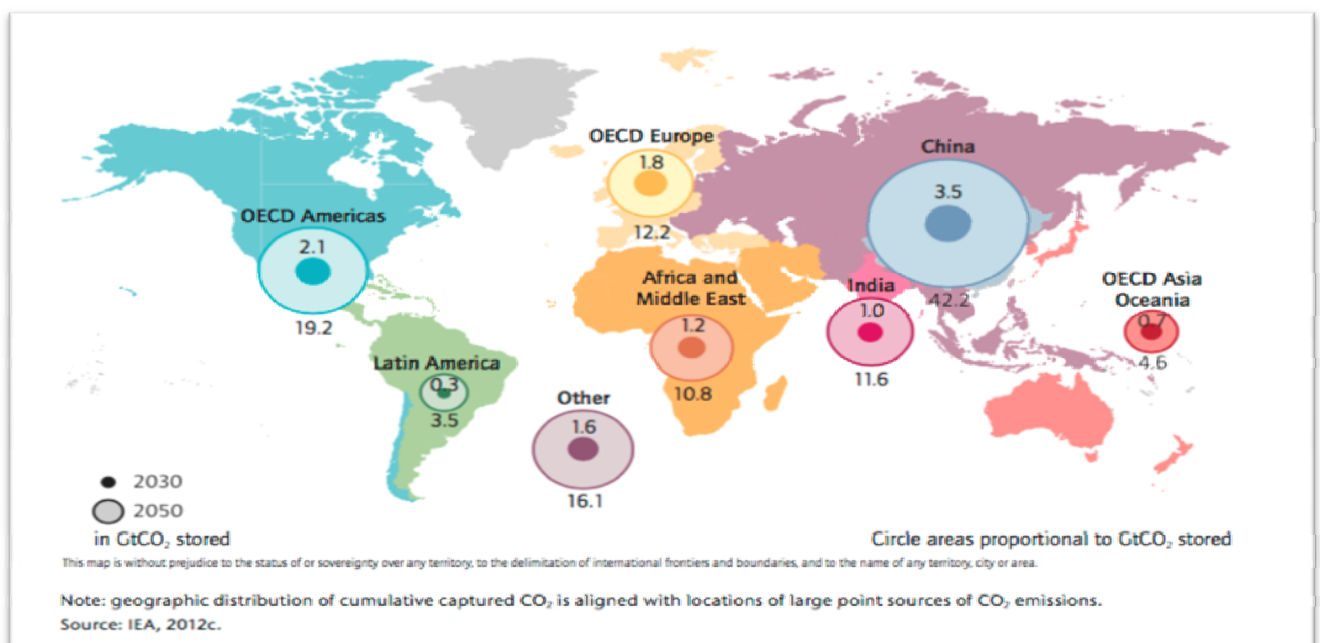 OECD Europe
1.8
12.2
China
3.5
42.2
OECD Americas
2.1
19.2
Africa and
Middle East
1.2
10.8
India
1.0
11.6
OECD Asia
Oceania
0.7
4.6
Latin America
0.3
3.5
Other
1.6
16.1
2030
2050
in GtCO₂ stored
Circle areas proportional to GtCO₂ stored
This map is without prejudice to the status of or sovereignty over any territory, to the delimitation of international frontiers and boundaries, and to the name of any territory, city or area.
Note: geographic distribution of cumulative captured CO₂ is aligned with locations of large point sources of CO₂ emissions.
Source: IEA, 2012c.